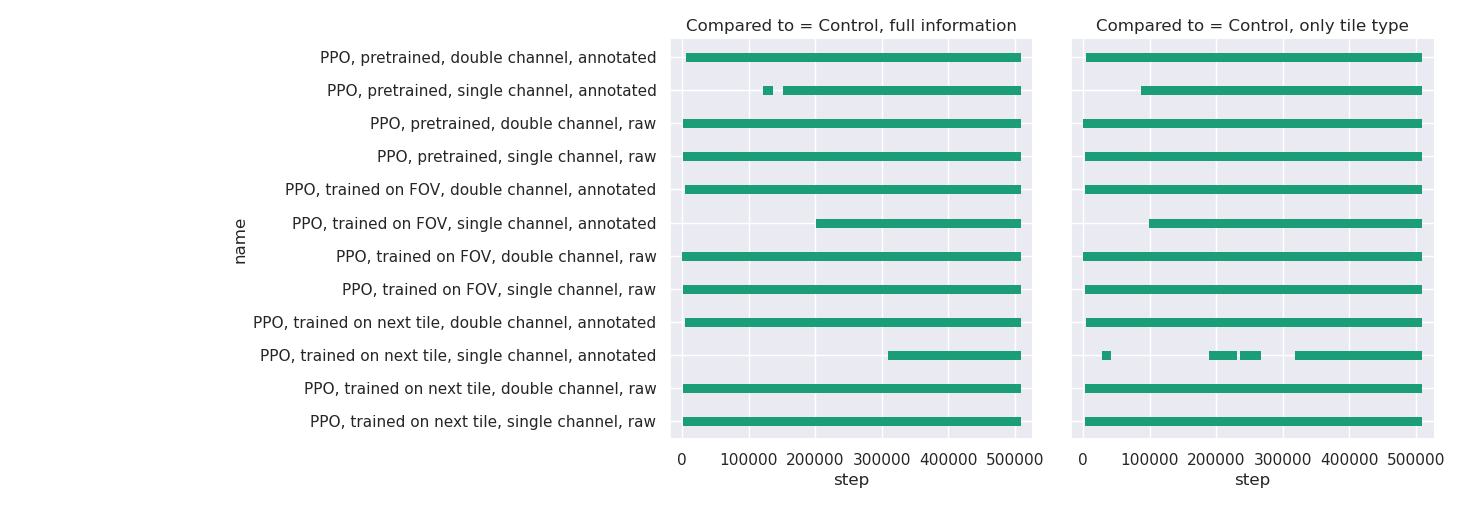 Compared to = Control, full information
Compared to = Control, only tile type
PPO, pretrained, double channel, annotated
PPO, pretrained, single channel, annotated
PPO, pretrained, double channel, raw
PPO, pretrained, single channel, raw
PPO, trained on FOV, double channel, annotated
PPO, trained on FOV, single channel, annotated
PPO, trained on FOV, double channel, raw
PPO, trained on FOV, single channel, raw
PPO, trained on next tile, double channel, annotated
PPO, trained on next tile, single channel, annotated
PPO, trained on next tile, double channel, raw
PPO, trained on next tile, single channel, raw
name
0 100000 200000 300000 400000 500000
0 100000 200000 300000 400000 500000
step
step